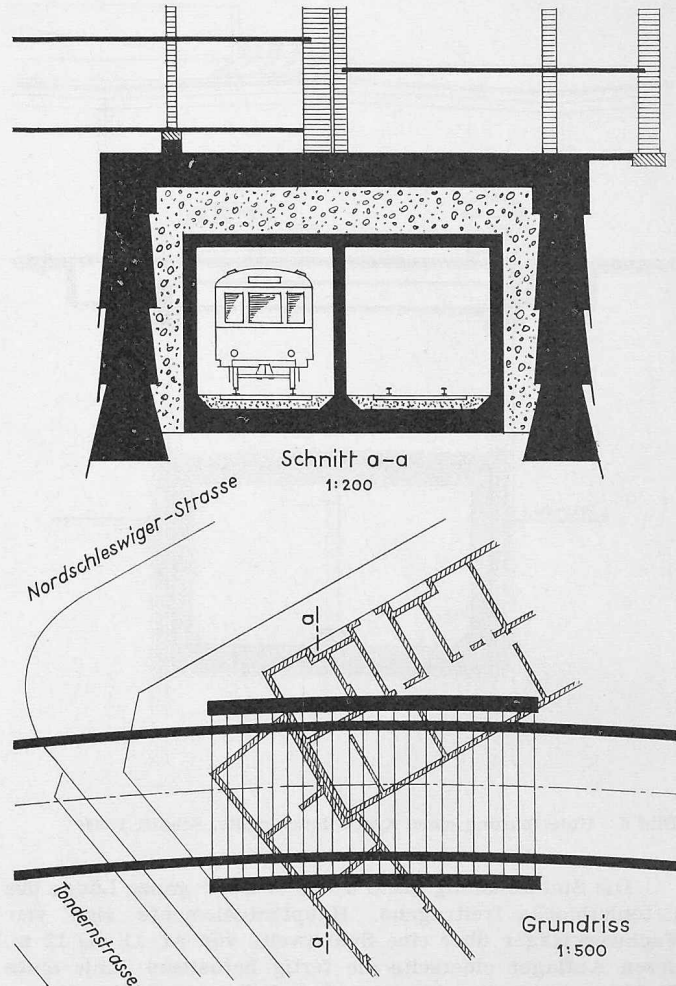 Schnitt a-a
1:200
Nordschleswiger-Strasse
a
a
Tondernstrasse
Grundriss
1:500